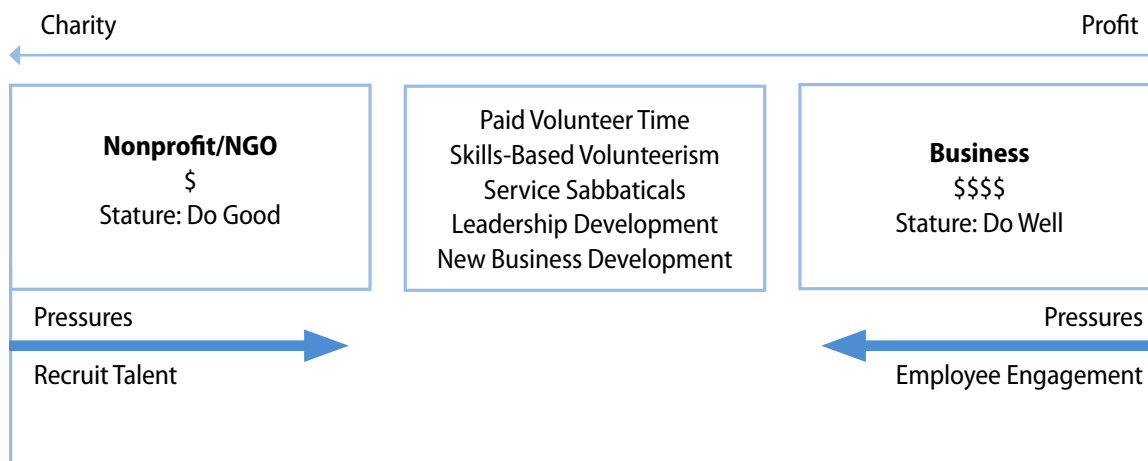 Charity
Profit
Nonprofit/NGO
$
Stature: Do Good
Paid Volunteer Time
Skills-Based Volunteerism
Service Sabbaticals
Leadership Development
New Business Development
Business
$$$$
Stature: Do Well
Pressures
Recruit Talent
Pressures
Employee Engagement